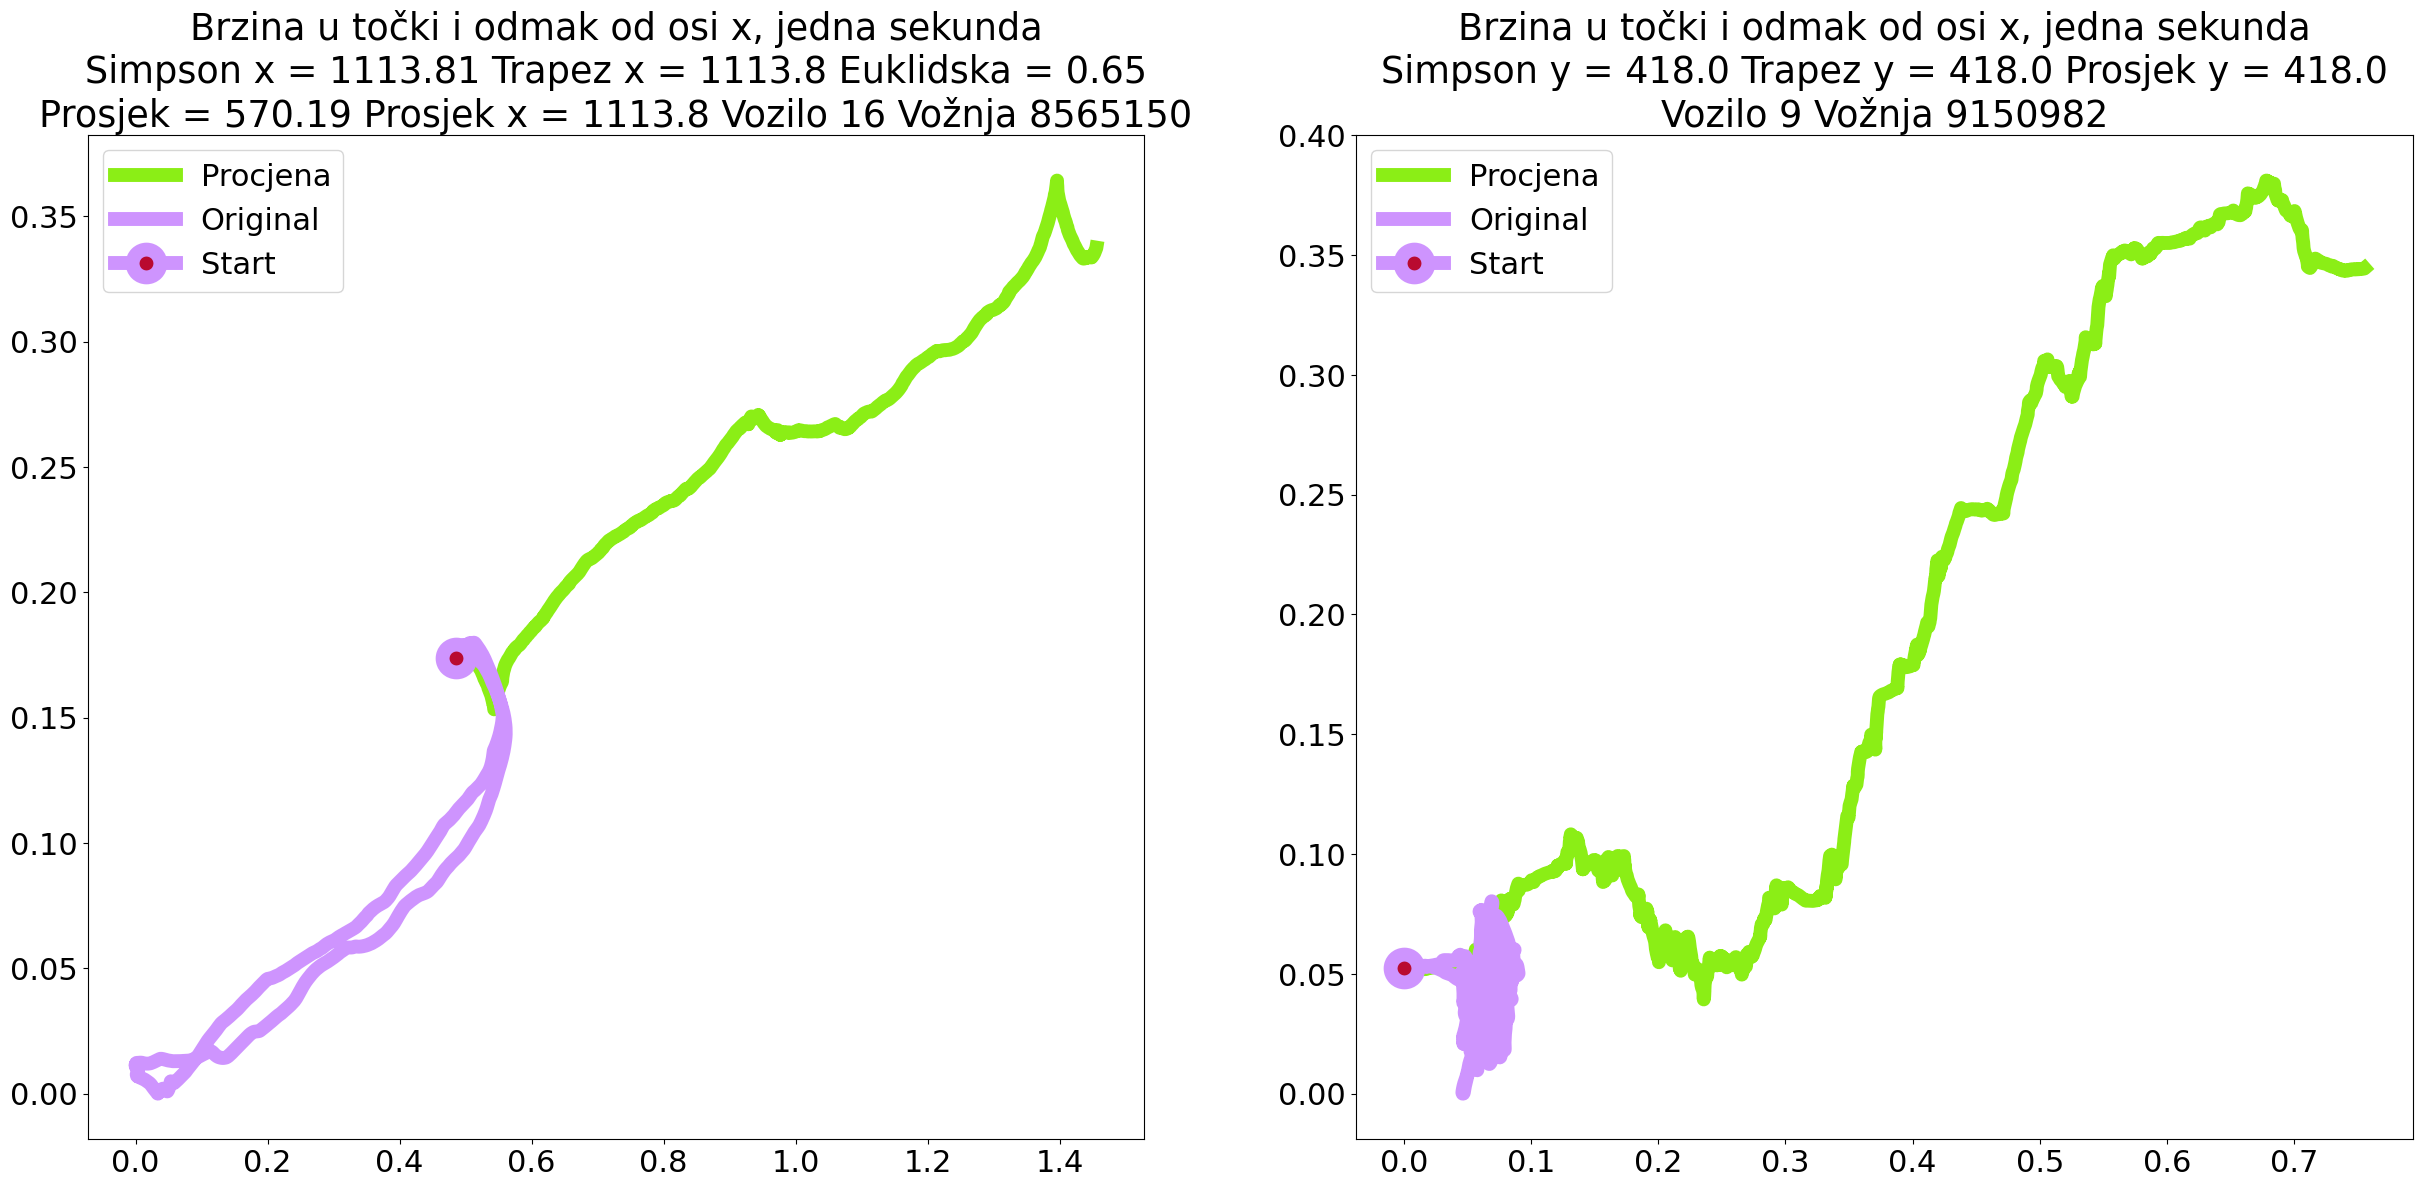 Brzina u točki i odmak od osi x, jedna sekunda
Simpson x = 1113.81 Trapez x = 1113.8 Euklidska = 0.65
Prosjek = 570.19 Prosjek x = 1113.8 Vozilo 16 Vožnja 8565150
Procjena
Original
Start
0.35
0.30
0.25
0.20
0.15
0.10
0.05
0.00
0.0 0.2 0.4 0.6 0.8 1.0 1.2 1.4
Brzina u točki i odmak od osi x, jedna sekunda
Simpson y = 418.0 Trapez y = 418.0 Prosjek y = 418.0
Vozilo 9 Vožnja 9150982
Procjena
Original
Start
0.40
0.35
0.30
0.25
0.20
0.15
0.10
0.05
0.00
0.0 0.1 0.2 0.3 0.4 0.5 0.6 0.7